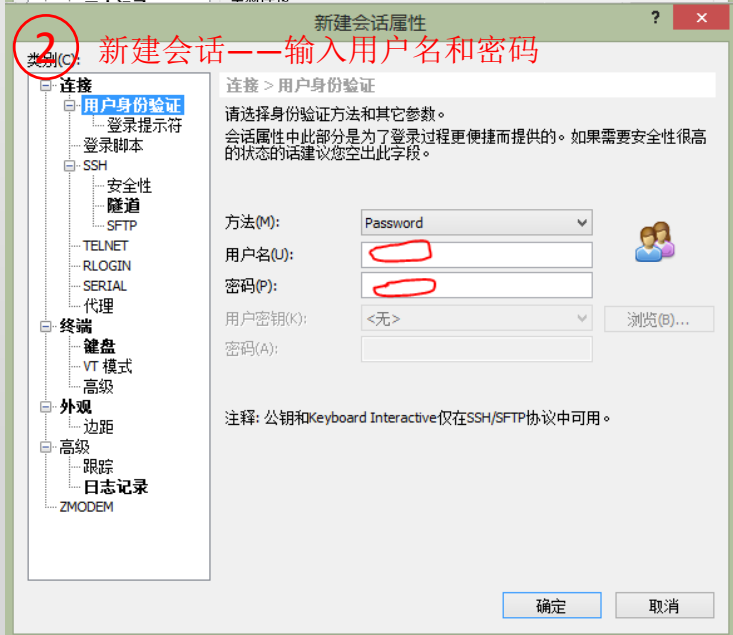 新建会话属性
?
×
② 新建会话——输入用户名和密码
类别(C):
连接
用户身份验证
登录提示符
登录脚本
SSH
安全性
隧道
SFTP
TELNET
RLOGIN
SERIAL
代理
终端
键盘
VT 模式
高级
外观
边距
高级
跟踪
日志记录
ZMODEM
连接 > 用户身份验证
请选择身份验证方法和其它参数。
会话属性中此部分是为了登录过程更便捷而提供的。如果需要安全性很高
的状态的话建议您空出此字段。
方法(M): Password
用户名(U):
密码(P):
用户密钥(K): <无> 浏览(B)...
密码(A):
注释: 公钥和Keyboard Interactive仅在SSH/SFTP协议中可用。
确定 取消